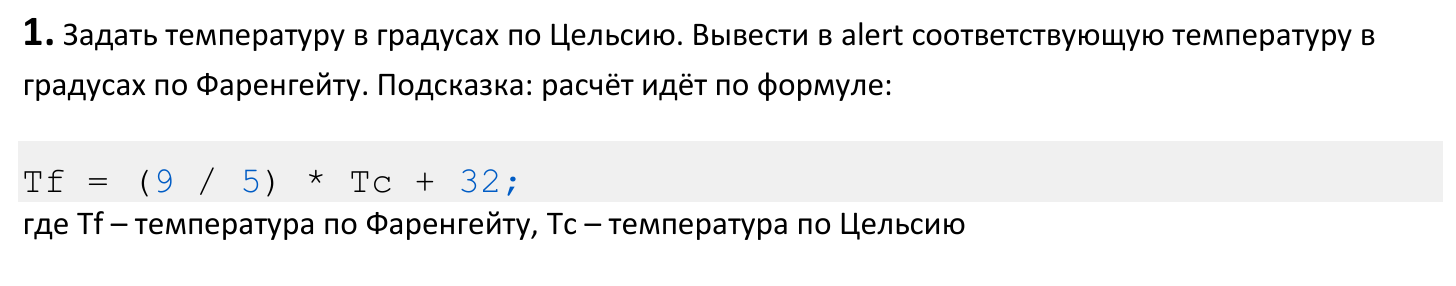 1. Задать температуру в градусах по Цельсию. Вывести в alert соответствующую температуру в
градусах по Фаренгейту. Подсказка: расчёт идёт по формуле:
Tf = (9 / 5) * Tc + 32;
где Tf – температура по Фаренгейту, Tc – температура по Цельсию